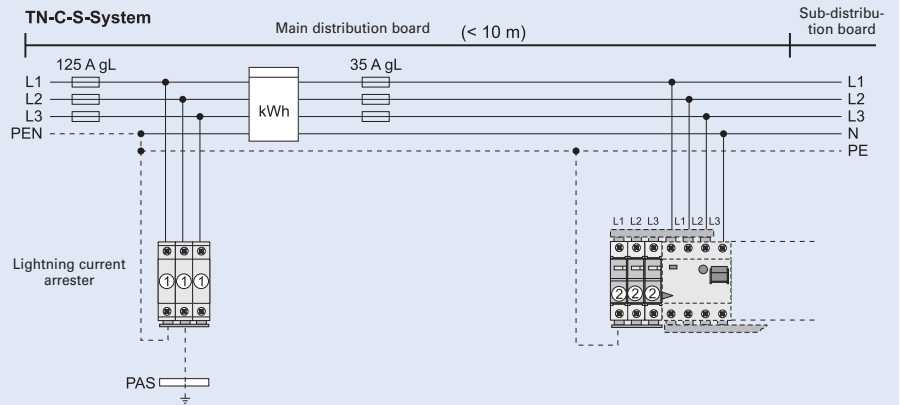 TN-C-S-System
Main distribution board (< 10 m)
Sub-distribu-
tion board
125 A gL
35 A gL
L1
L2
L3
PEN
kWh
L1
L2
L3
N
PE
L1 L2 L3 L1 L2 L3
Lightning current
arrester
1 1 1
2 2 2
PAS